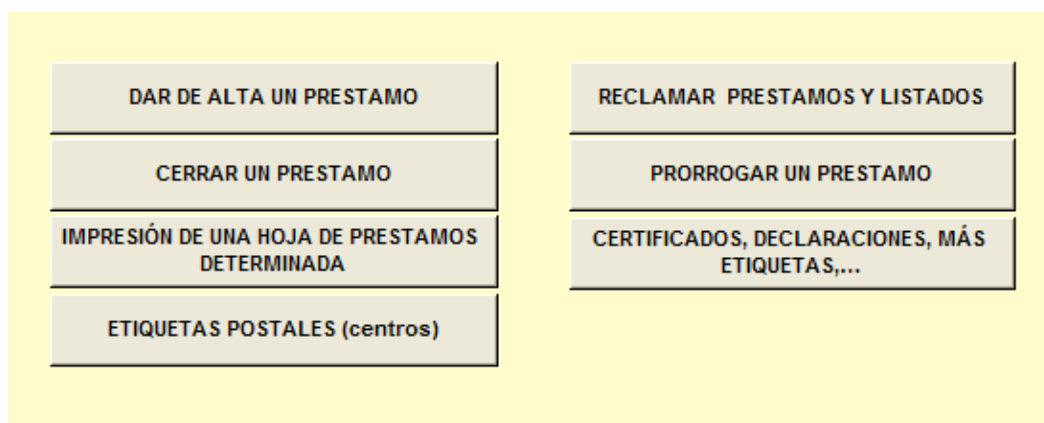 DAR DE ALTA UN PRESTAMO
CERRAR UN PRESTAMO
IMPRESIÓN DE UNA HOJA DE PRESTAMOS
DETERMINADA
ETIQUETAS POSTALES (centros)
RECLAMAR PRESTAMOS Y LISTADOS
PRORROGAR UN PRESTAMO
CERTIFICADOS, DECLARACIONES, MÁS
ETIQUETAS,...